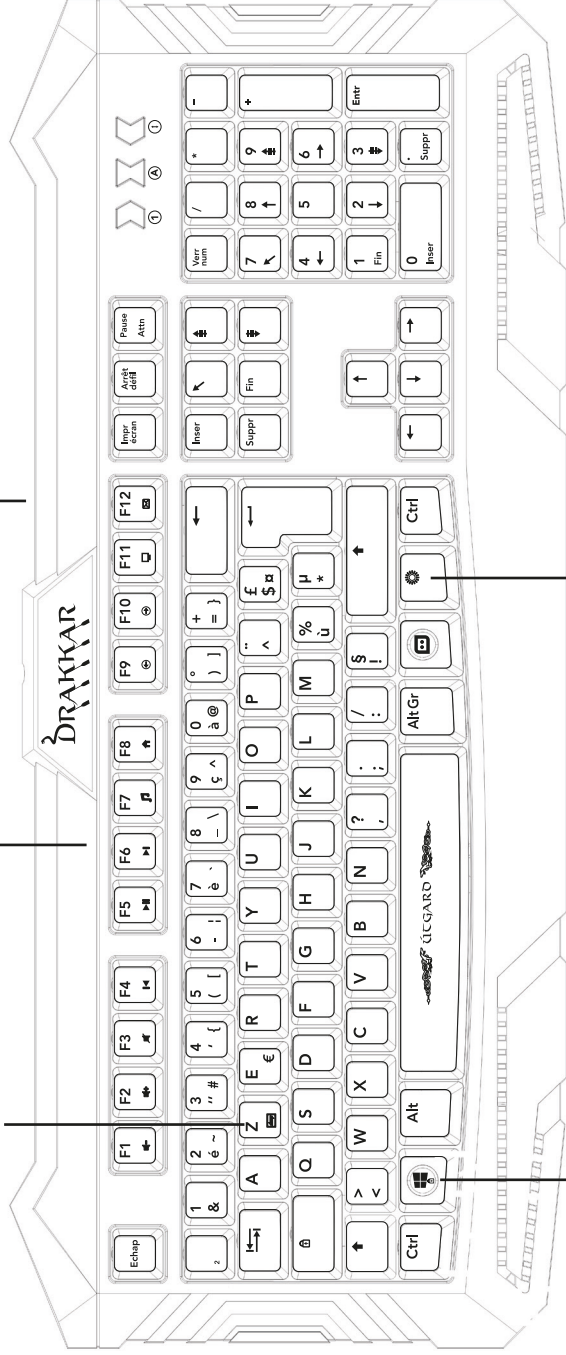 DRAKKAR
Echap F1 F2 F3 F4 F5 F6 F7 F8 F9 F10 F11 F12
Impr écran Arrêt défil Pause Attn
1 A 1
² 1 & 2 é ~ 3 " # 4 ' { 5 ( [ 6 - ¦ 7 è ` 8 _ \ 9 ç ^ 0 à @ ° ) ] + = } ←
Inser ↖ ⇞ Verr num / * -
A Z E € R T Y U I O P ¨ ^ £ $ ¤
Suppr Fin ⇟ 7 ↖ 8 ↑ 9 ⇞ +
Q S D F G H J K L M % ù µ *
4 ← 5 6 →
> < W X C V B N ? , . ; / : § !
↑ 1 Fin 2 ↓ 3 ⇟ Entr
Ctrl Alt ÚTGARD Alt Gr Ctrl
← ↓ → 0 Inser . Suppr